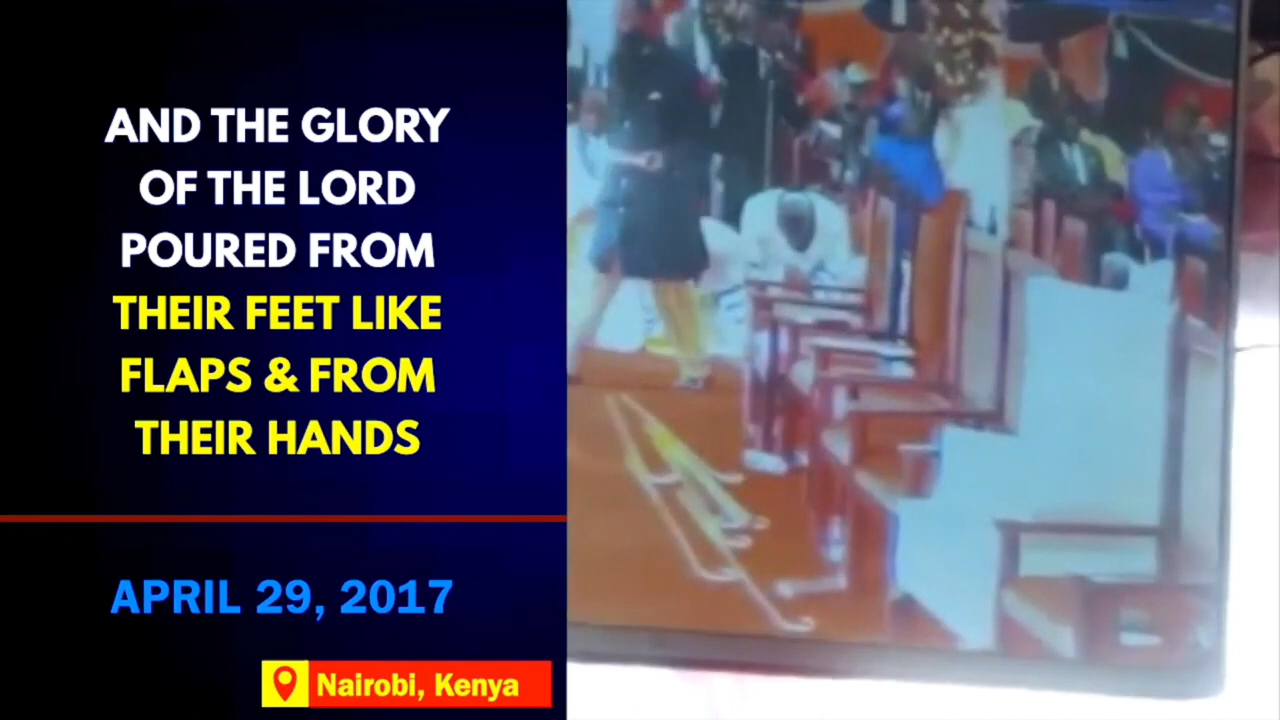 AND THE GLORY
OF THE LORD
POURED FROM
THEIR FEET LIKE
FLAPS & FROM
THEIR HANDS
APRIL 29, 2017
Nairobi, Kenya